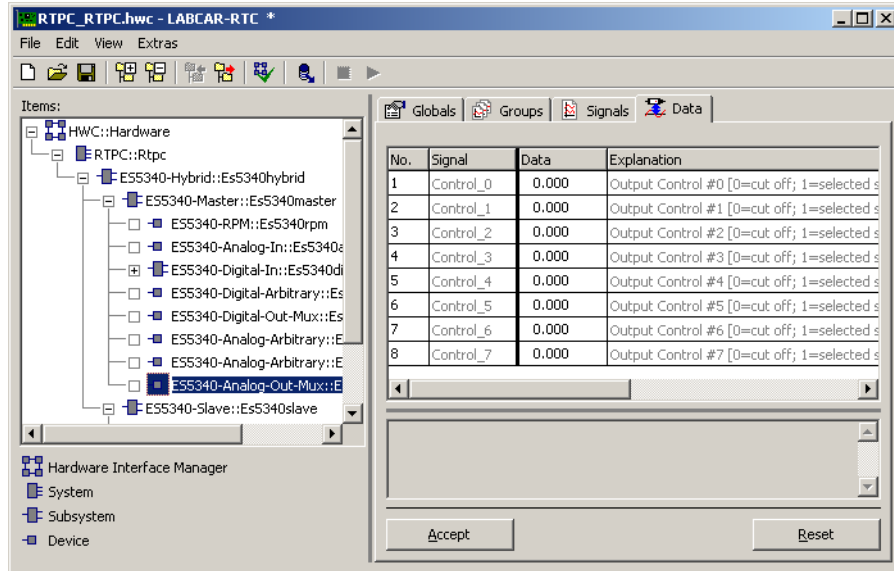 RTPC_RTPC.hwc - LABCAR-RTC *
File Edit View Extras
Items:
HWC::Hardware
RTPC::Rtpc
ES5340-Hybrid::Es5340hybrid
ES5340-Master::Es5340master
ES5340-RPM::Es5340rpm
ES5340-Analog-In::Es5340a
ES5340-Digital-In::Es5340di
ES5340-Digital-Arbitrary::Es
ES5340-Digital-Out-Mux::Es
ES5340-Analog-Arbitrary::E
ES5340-Analog-Arbitrary::E
ES5340-Analog-Out-Mux::E
ES5340-Slave::Es5340slave
Hardware Interface Manager
System
Subsystem
Device
Globals Groups Signals Data
No. Signal Data Explanation
1 Control_0 0.000 Output Control #0 [0=cut off; 1=selected s
2 Control_1 0.000 Output Control #1 [0=cut off; 1=selected s
3 Control_2 0.000 Output Control #2 [0=cut off; 1=selected s
4 Control_3 0.000 Output Control #3 [0=cut off; 1=selected s
5 Control_4 0.000 Output Control #4 [0=cut off; 1=selected s
6 Control_5 0.000 Output Control #5 [0=cut off; 1=selected s
7 Control_6 0.000 Output Control #6 [0=cut off; 1=selected s
8 Control_7 0.000 Output Control #7 [0=cut off; 1=selected s
Accept Reset